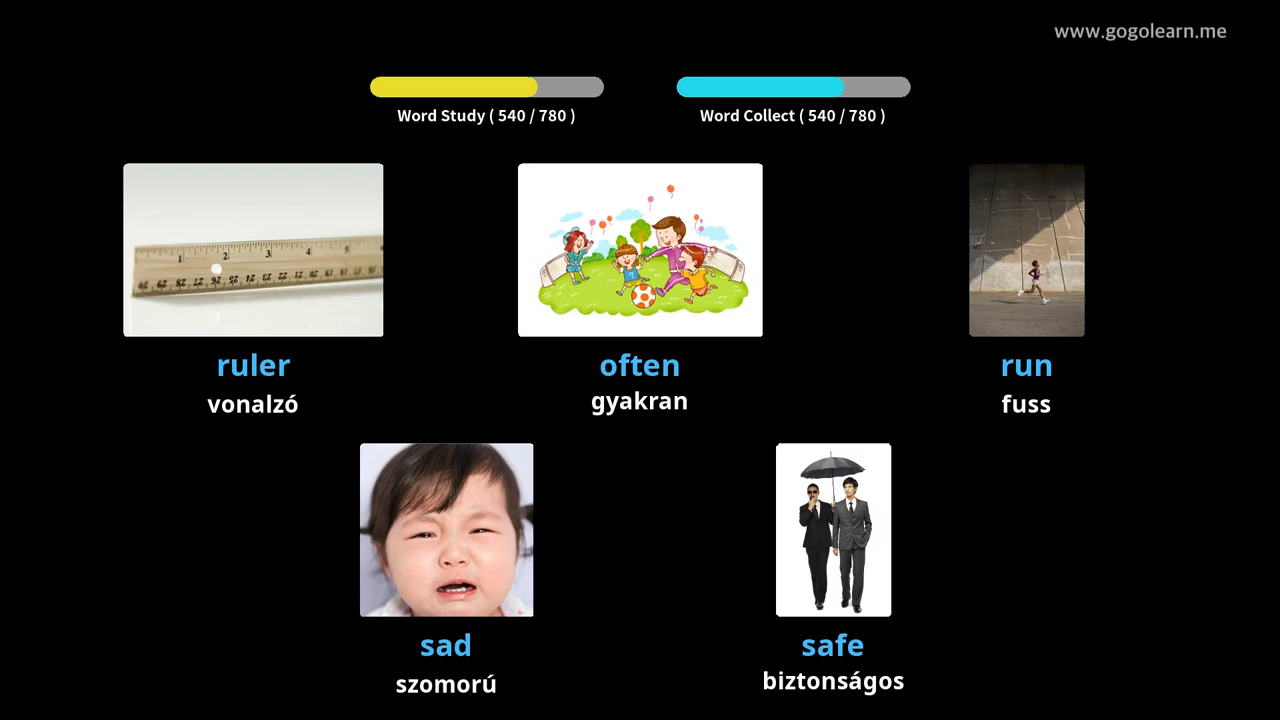 www.gogolearn.me
Word Study ( 540 / 780 )
Word Collect ( 540 / 780 )
ruler
vonalzó
often
gyakran
run
fuss
sad
szomorú
safe
biztonságos